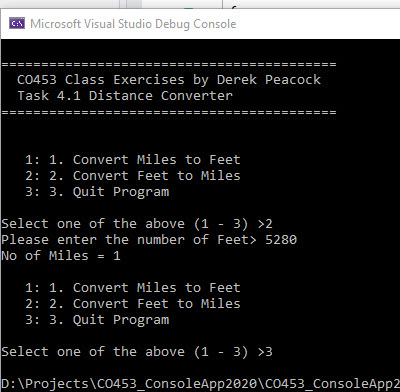 Microsoft Visual Studio Debug Console
=========================================
CO453 Class Exercises by Derek Peacock
Task 4.1 Distance Converter
=========================================
1: 1. Convert Miles to Feet
2: 2. Convert Feet to Miles
3: 3. Quit Program
Select one of the above (1 - 3) >2
Please enter the number of Feet> 5280
No of Miles = 1
1: 1. Convert Miles to Feet
2: 2. Convert Feet to Miles
3: 3. Quit Program
Select one of the above (1 - 3) >3
D:\Projects\CO453_ConsoleApp2020\CO453_ConsoleApp2